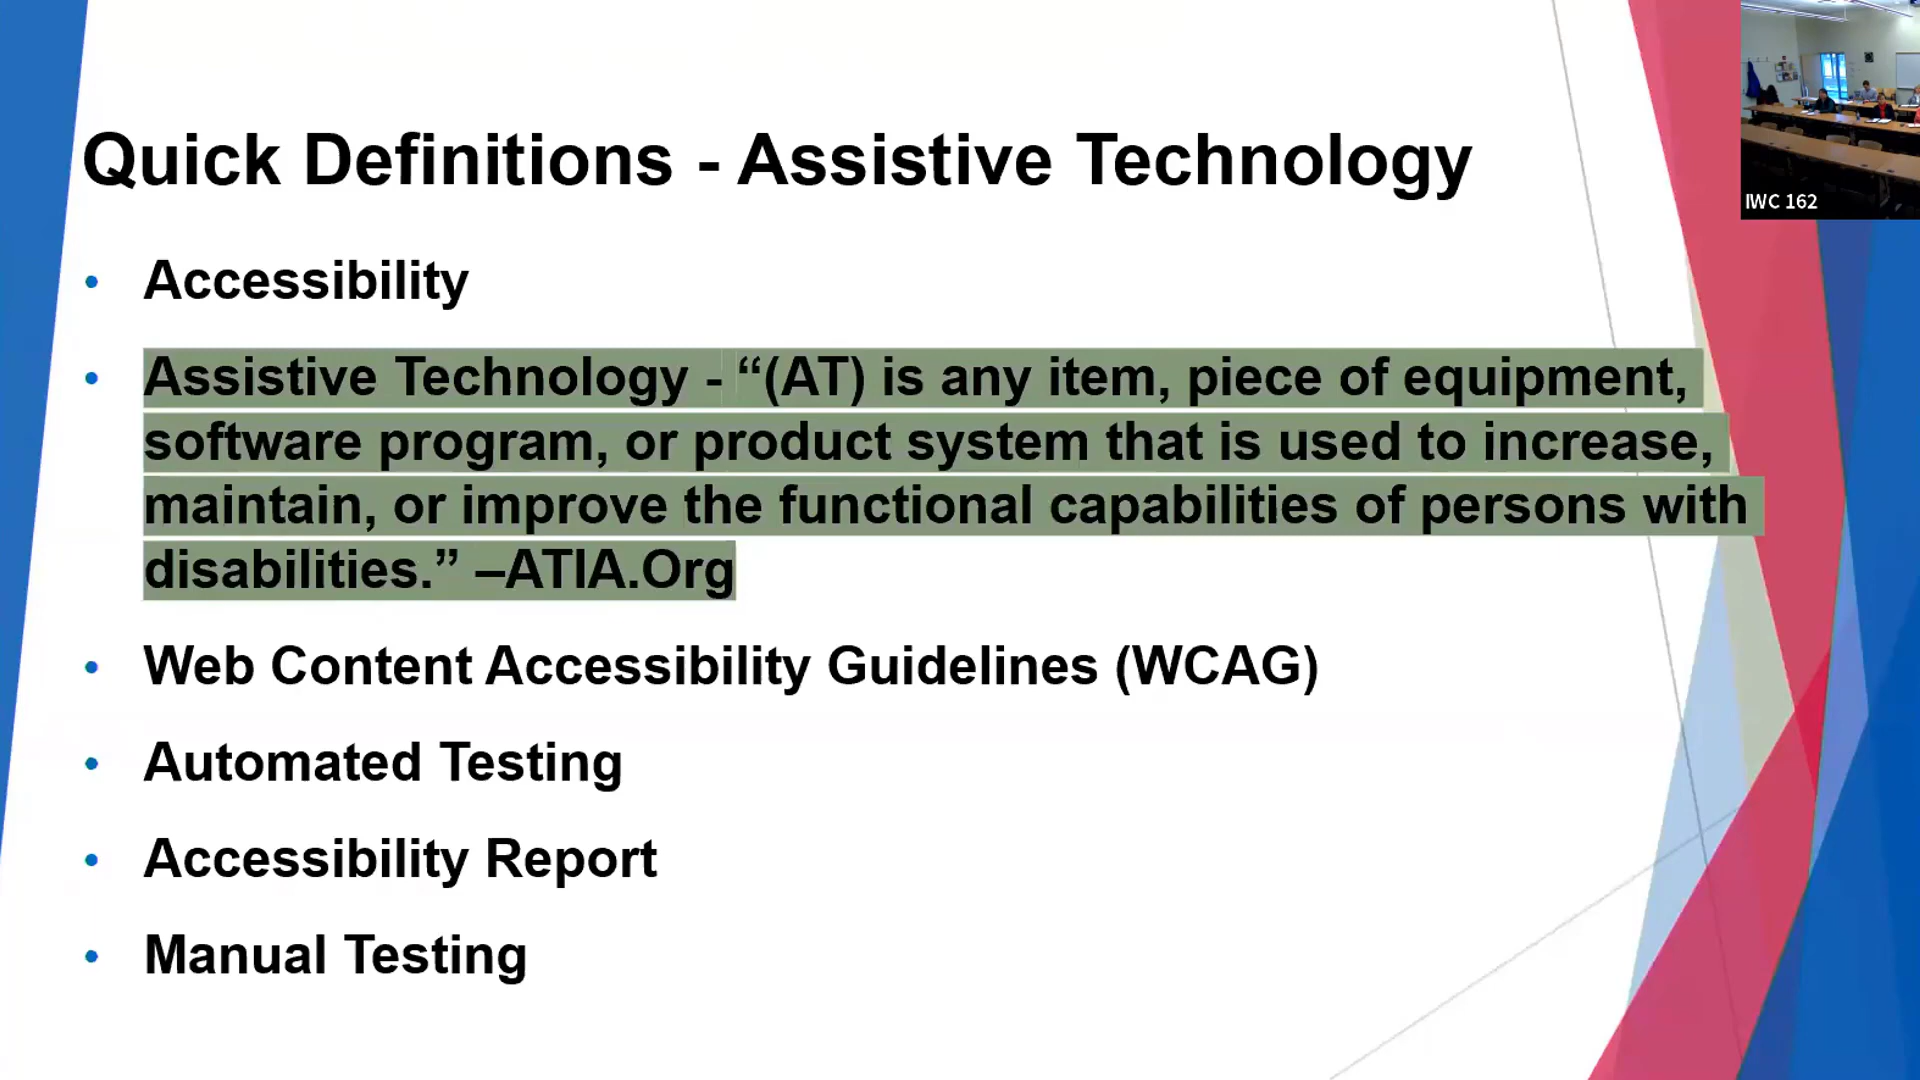 Quick Definitions - Assistive Technology
IWC 162
• Accessibility
• Assistive Technology - “(AT) is any item, piece of equipment,
software program, or product system that is used to increase,
maintain, or improve the functional capabilities of persons with
disabilities.” –ATIA.Org
• Web Content Accessibility Guidelines (WCAG)
• Automated Testing
• Accessibility Report
• Manual Testing